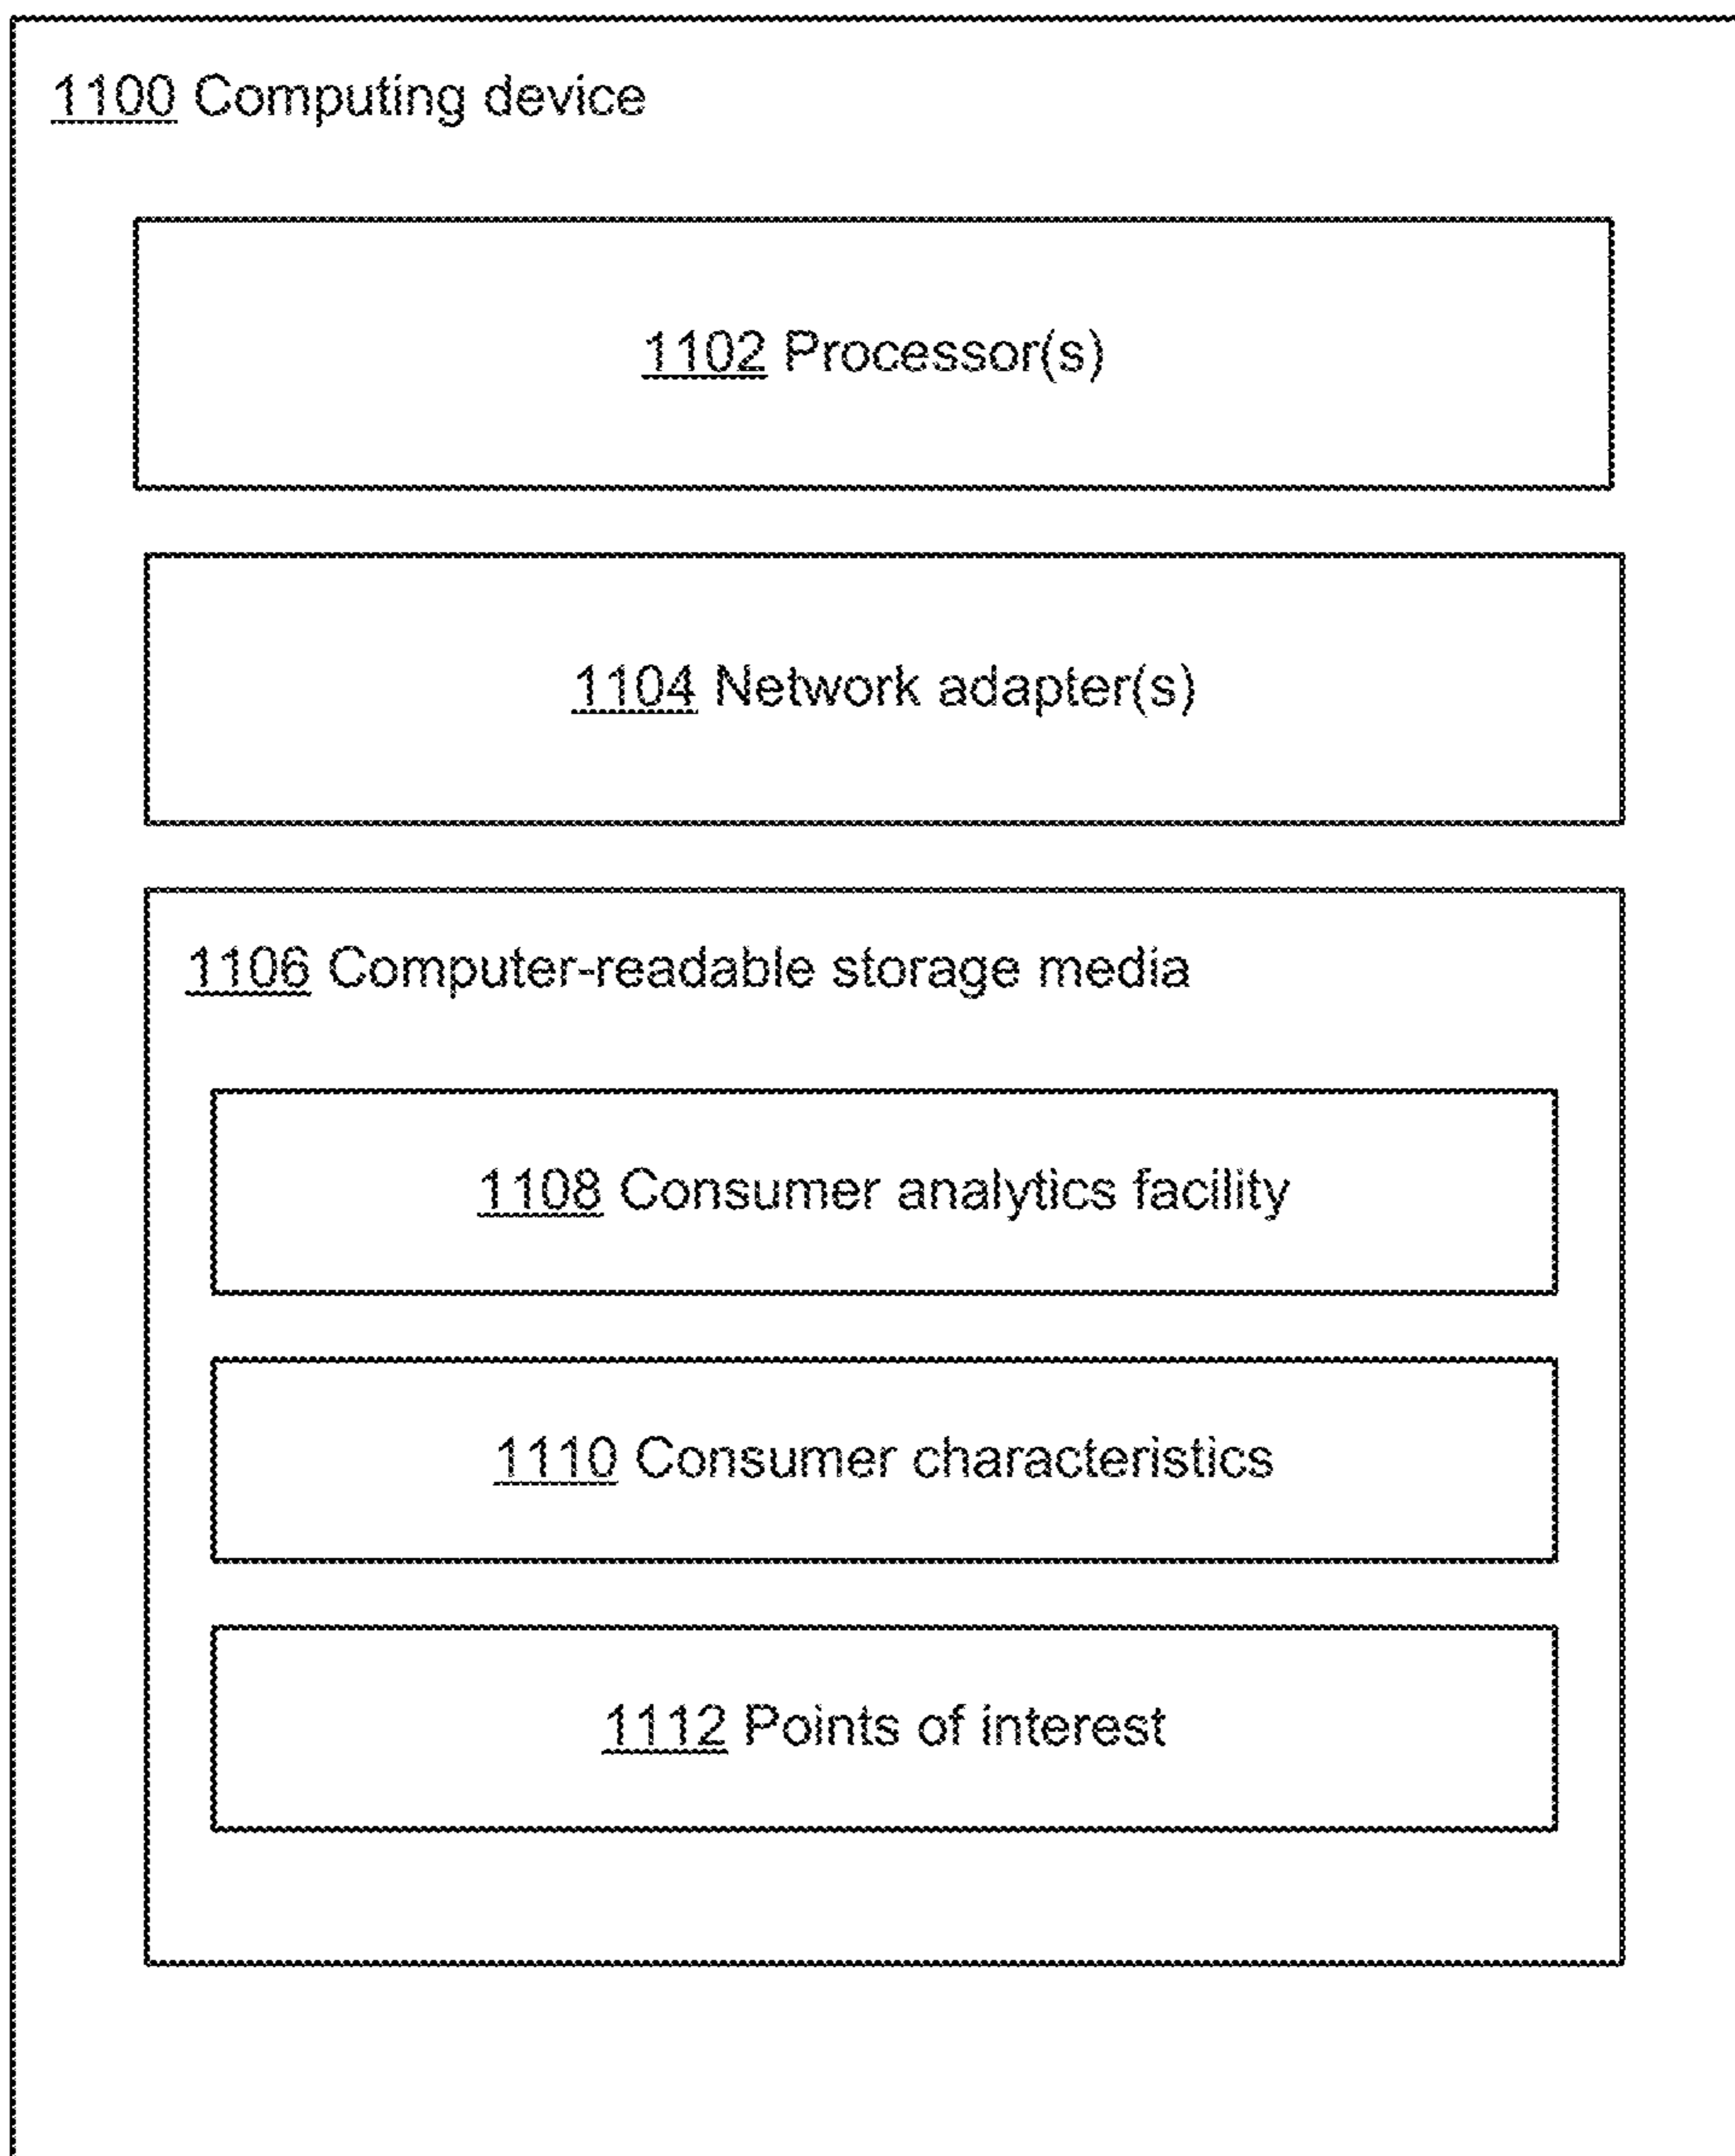 1100 Computing device
1102 Processor(s)
1104 Network adapter(s)
1106 Computer-readable storage media
1108 Consumer analytics facility
1110 Consumer characteristics
1112 Points of interest